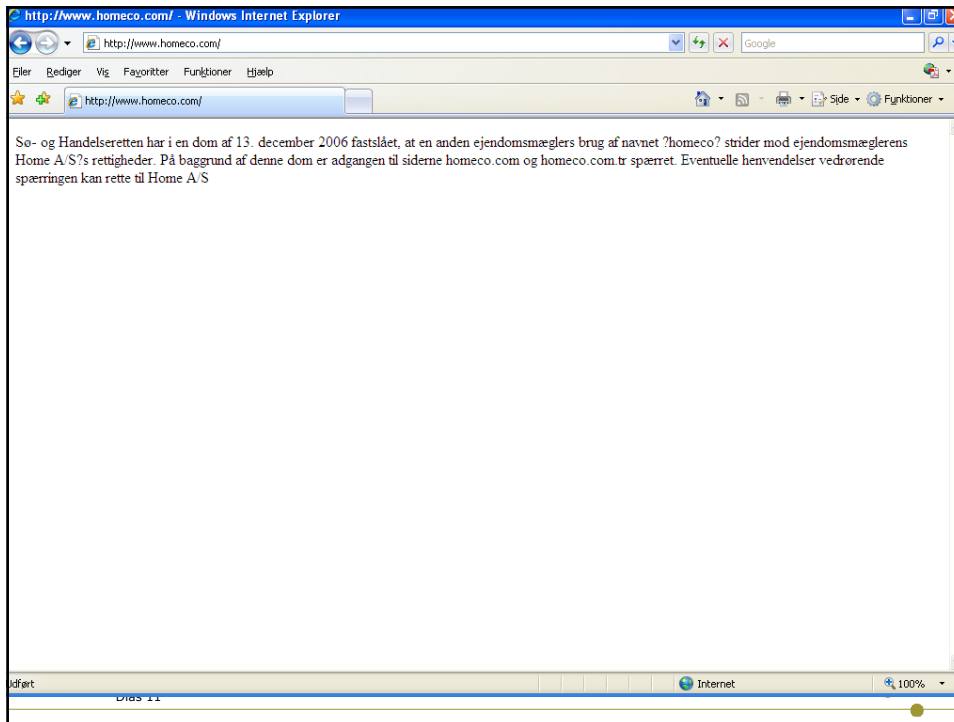 http://www.homeco.com/ - Windows Internet Explorer
http://www.homeco.com/ Google
Filer Rediger Vis Favoritter Funktioner Hjælp
http://www.homeco.com/ Side Funktioner
Sø- og Handelsretten har i en dom af 13. december 2006 fastslået, at en anden ejendomsmæglers brug af navnet ?homeco? strider mod ejendomsmæglerens
Home A/S?s rettigheder. På baggrund af denne dom er adgangen til siderne homeco.com og homeco.com.tr spærret. Eventuelle henvendelser vedrørende
spærringen kan rette til Home A/S
Udført Internet 100%
Dias 11